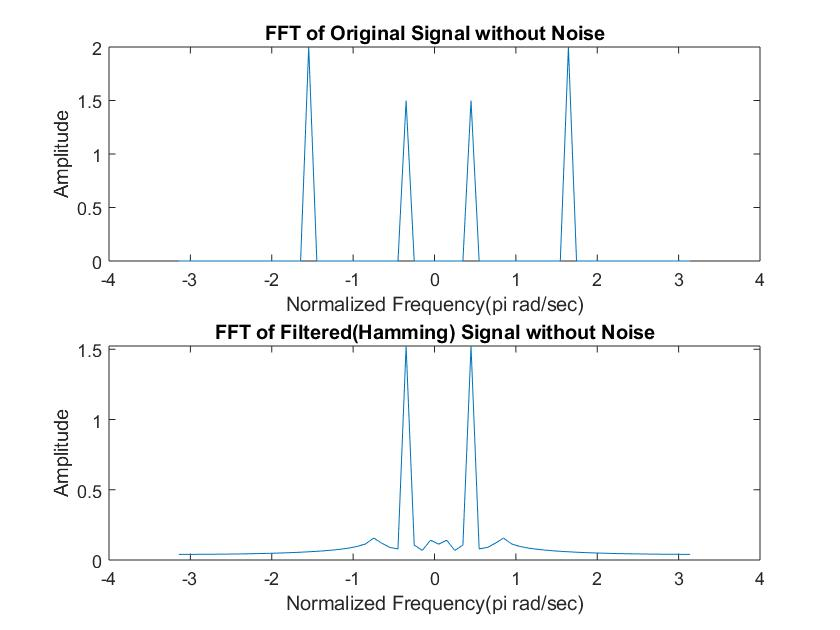 FFT of Original Signal without Noise
2
1.5
1
0.5
0
Amplitude
-4 -3 -2 -1 0 1 2 3 4
Normalized Frequency(pi rad/sec)
FFT of Filtered(Hamming) Signal without Noise
1.5
1
0.5
0
Amplitude
-4 -3 -2 -1 0 1 2 3 4
Normalized Frequency(pi rad/sec)